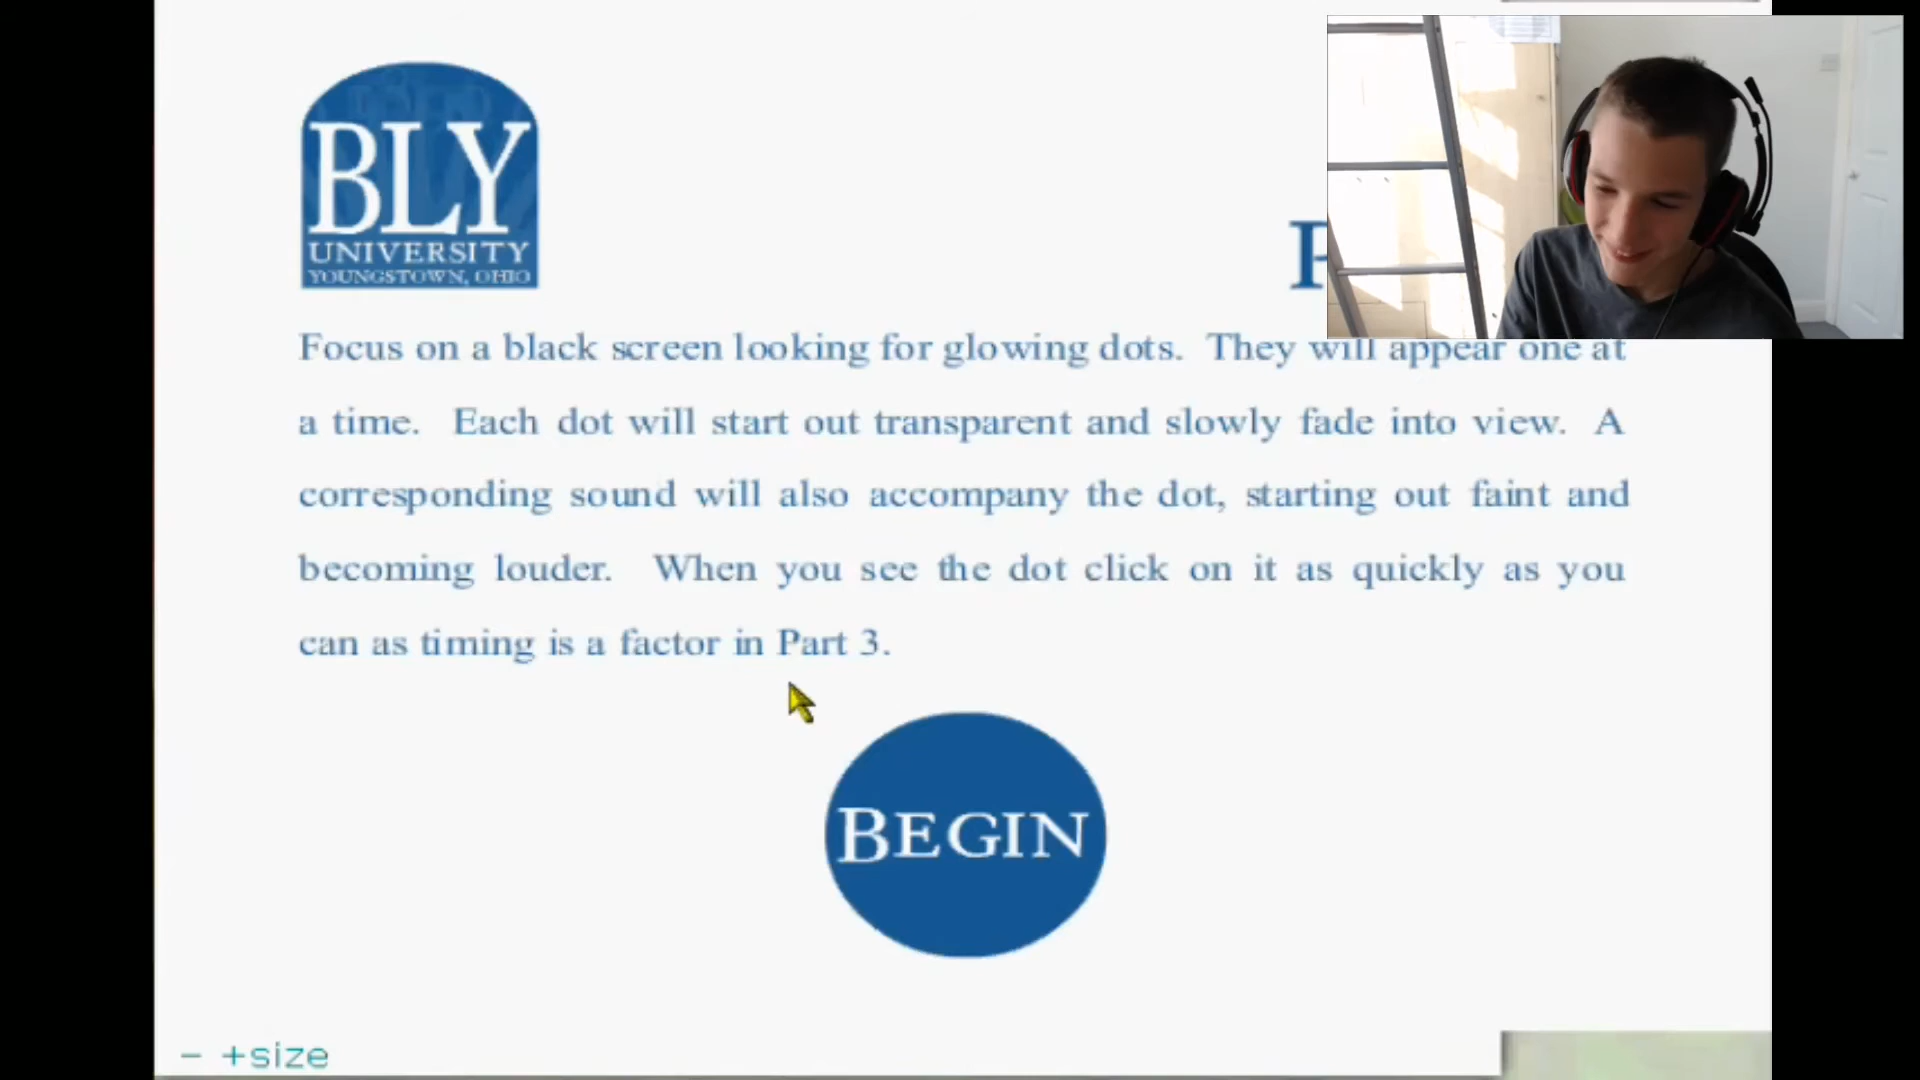 BLY
UNIVERSITY
YOUNGSTOWN, OHIO
Focus on a black screen looking for glowing dots. They will appear one at
a time. Each dot will start out transparent and slowly fade into view. A
corresponding sound will also accompany the dot, starting out faint and
becoming louder. When you see the dot click on it as quickly as you
can as timing is a factor in Part 3.
BEGIN
- +size